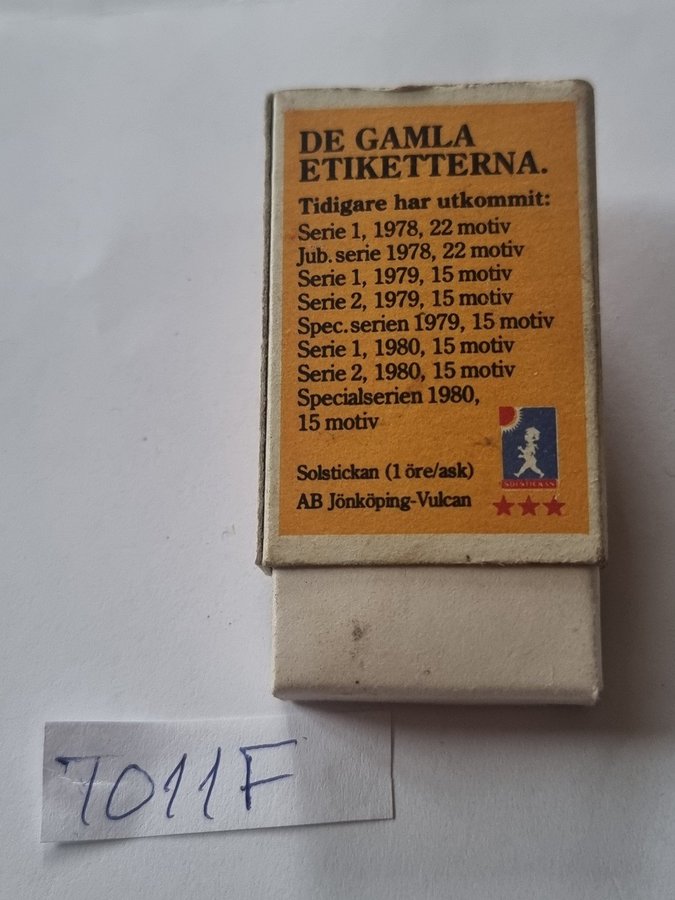 DE GAMLA
ETIKETTERNA.
Tidigare har utkommit:
Serie 1, 1978, 22 motiv
Jub. serie 1978, 22 motiv
Serie 1, 1979, 15 motiv
Serie 2, 1979, 15 motiv
Spec. serien 1979, 15 motiv
Serie 1, 1980, 15 motiv
Serie 2, 1980, 15 motiv
Specialserien 1980,
15 motiv
Solstickan (1 öre/ask)
AB Jönköping-Vulcan
SOLSTICKAN
7011F